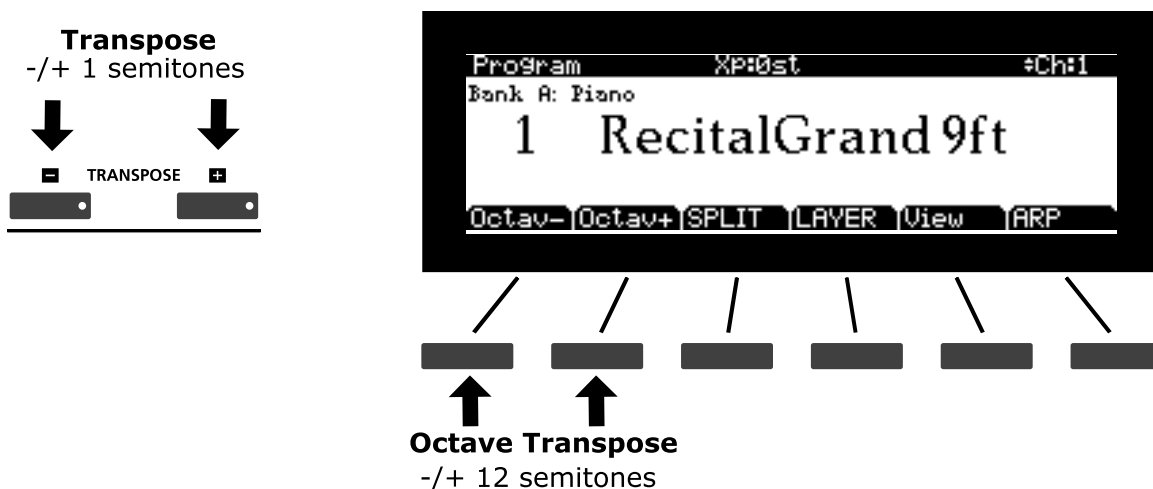 Transpose
-/+ 1 semitones
- TRANSPOSE +
Program Xp:0st ÷Ch:1
Bank A: Piano
1 RecitalGrand 9ft
Octav- Octav+ SPLIT LAYER View ARP
Octave Transpose
-/+ 12 semitones